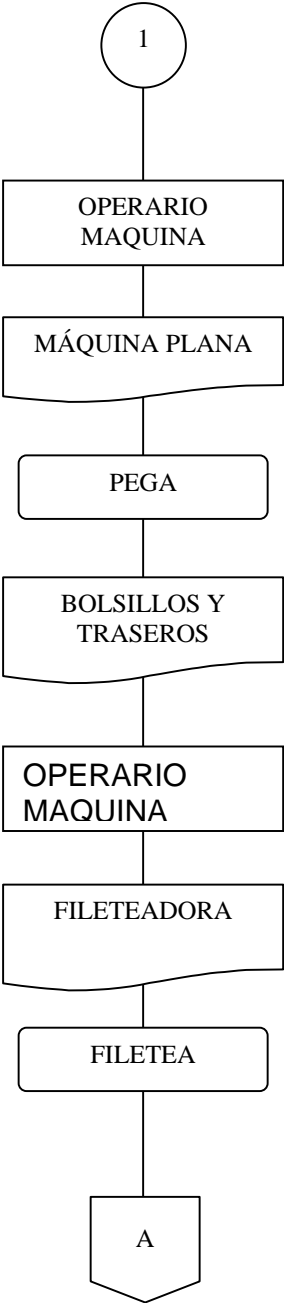 1
OPERARIO
MAQUINA
MÁQUINA PLANA
PEGA
BOLSILLOS Y
TRASEROS
OPERARIO
MAQUINA
FILETEADORA
FILETEA
A